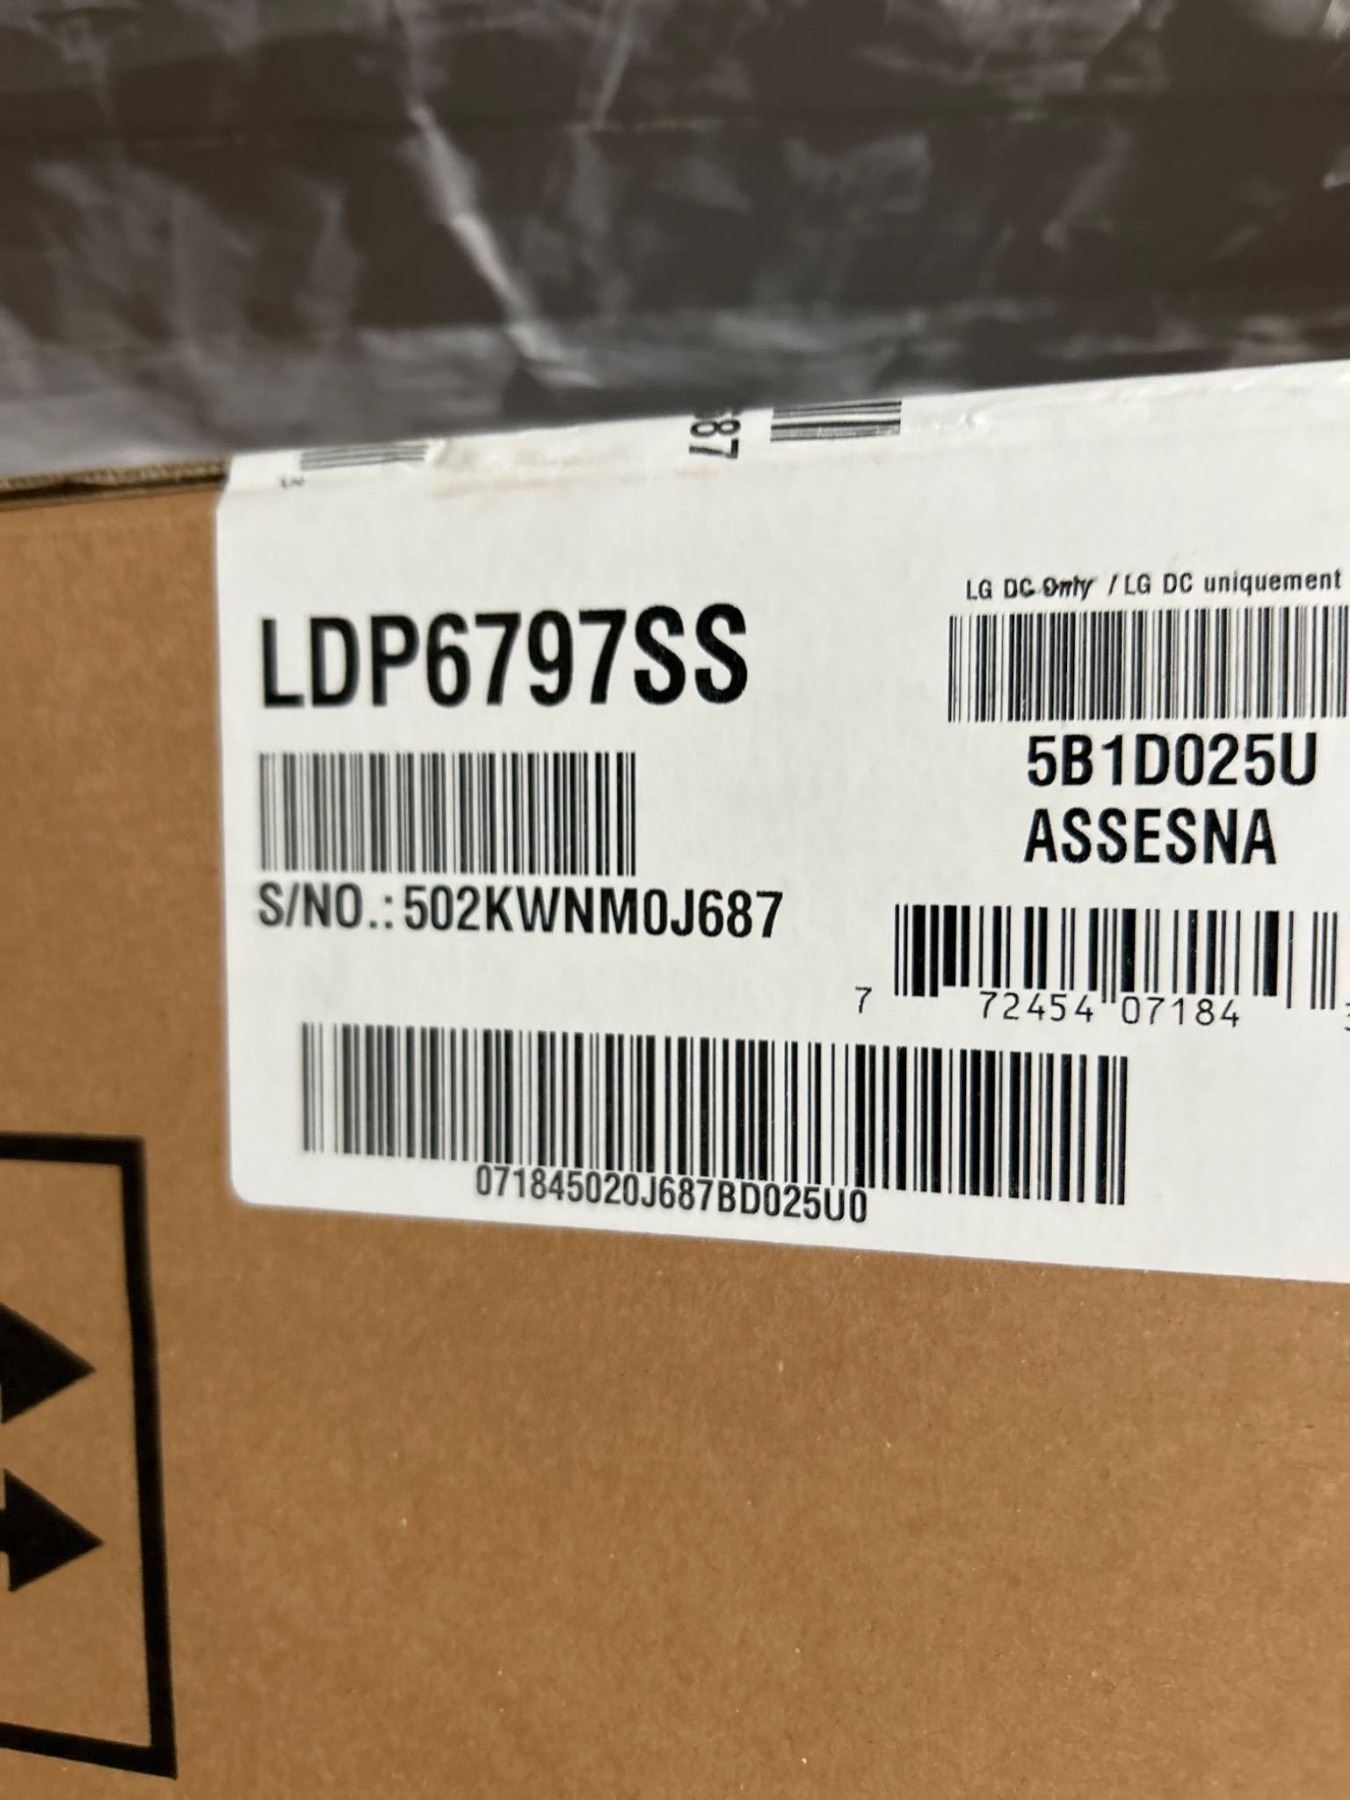 687
LDP6797SS
S/NO.: 502KWNM0J687
LG DC Only / LG DC uniquement
5B1D025U
ASSESNA
7 72454 07184
071845020J687BD025U0